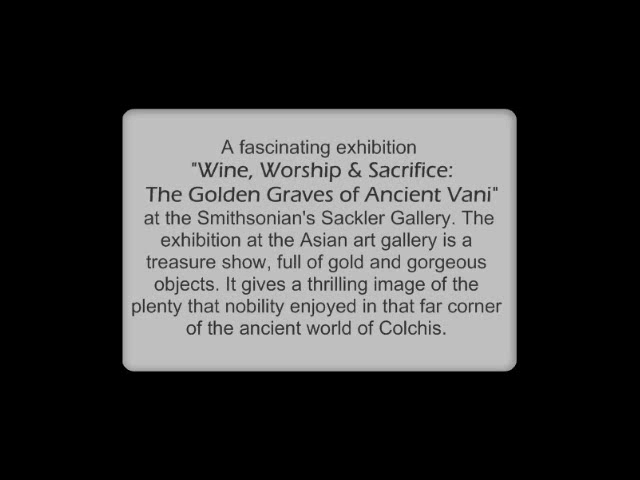 A fascinating exhibition
"Wine, Worship & Sacrifice:
The Golden Graves of Ancient Vani"
at the Smithsonian's Sackler Gallery. The
exhibition at the Asian art gallery is a
treasure show, full of gold and gorgeous
objects. It gives a thrilling image of the
plenty that nobility enjoyed in that far corner
of the ancient world of Colchis.